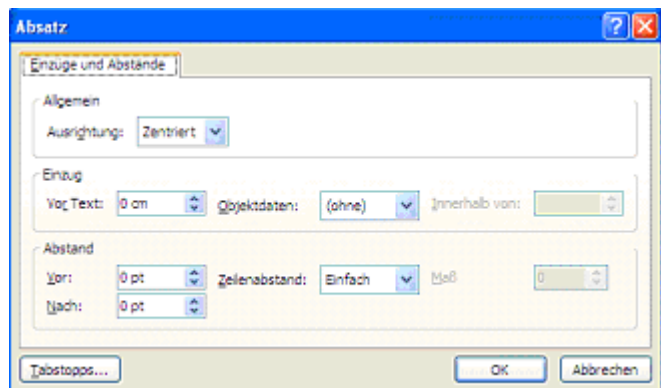 Absatz
Einzüge und Abstände
Allgemein
Ausrichtung: Zentriert
Einzug
Vor Text: 0 cm Objektdaten: (ohne) Innerhalb von:
Abstand
Vor: 0 pt Zeilenabstand: Einfach Maß 0
Nach: 0 pt
Tabstopps... OK Abbrechen